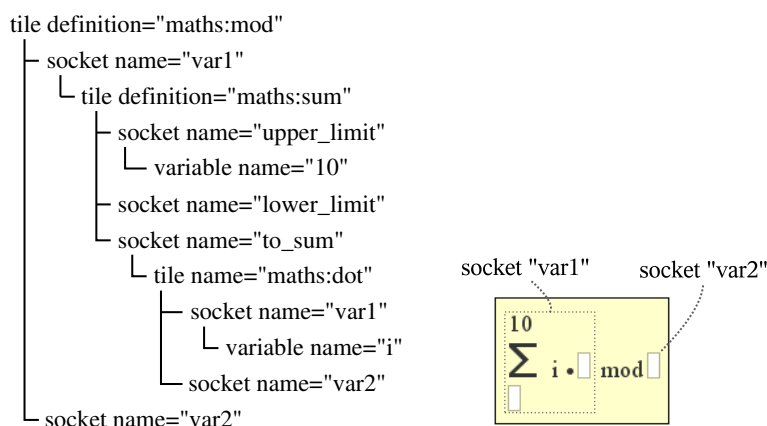 tile definition="maths:mod"
socket name="var1"
tile definition="maths:sum"
socket name="upper_limit"
variable name="10"
socket name="lower_limit"
socket name="to_sum"
tile name="maths:dot"
socket name="var1"
variable name="i"
socket name="var2"
socket name="var2"
socket "var1"
socket "var2"
10
∑ i • mod